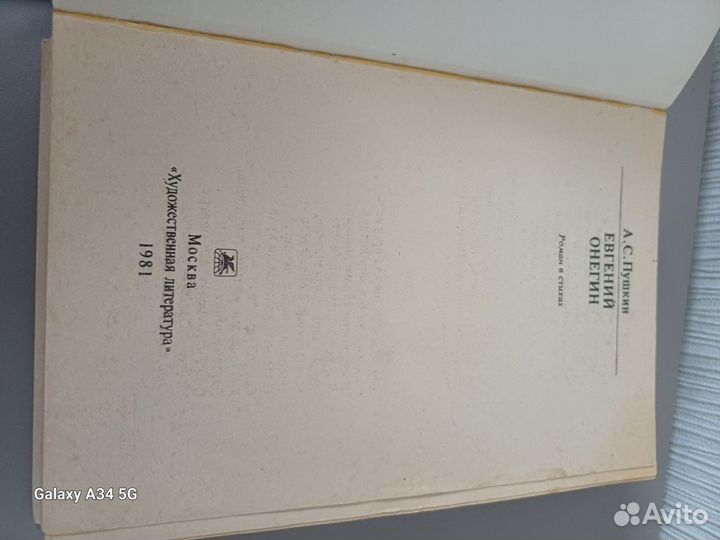 А.С.Пушкин
ЕВГЕНИЙ
ОНЕГИН
Роман в стихах
Москва
«Художественная литература»
1981
Galaxy A34 5G
Avito